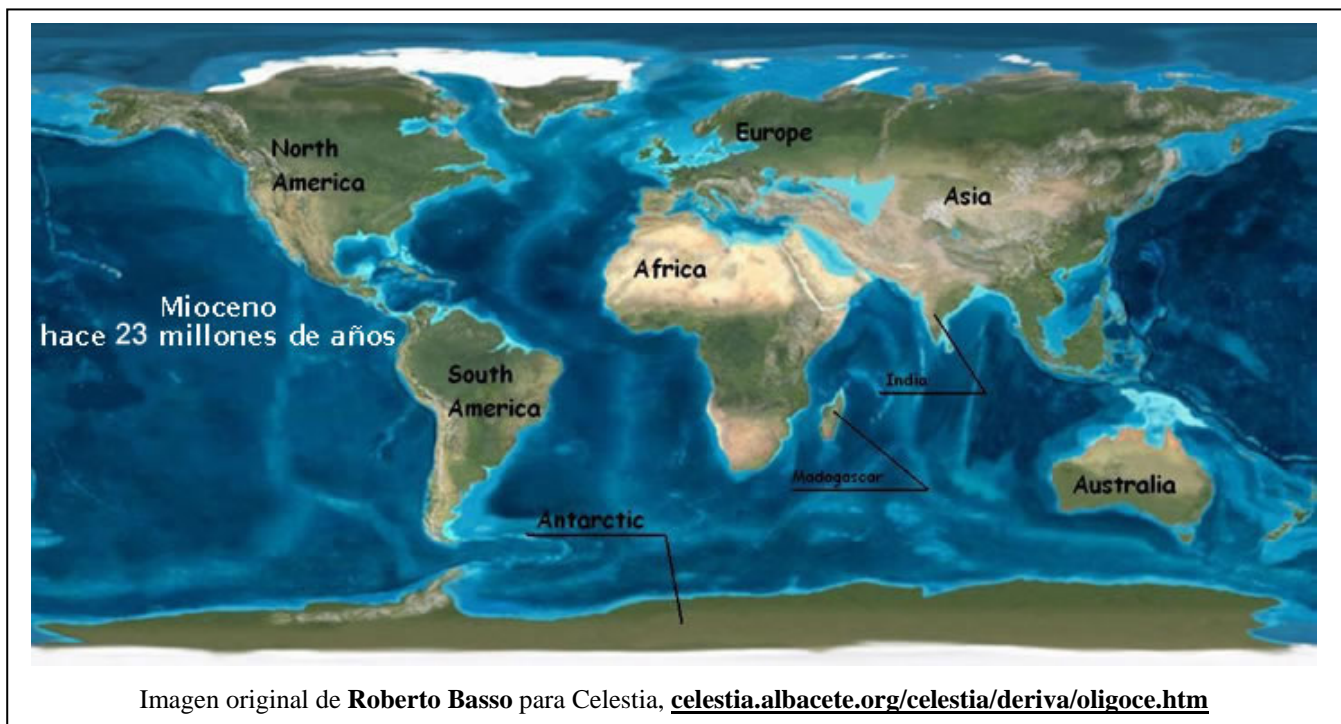 North
America
Europe
Asia
Africa
Mioceno
hace 23 millones de años
South
America
India
Madagascar
Australia
Antarctic
Imagen original de Roberto Basso para Celestia, celestia.albacete.org/celestia/deriva/oligoce.htm